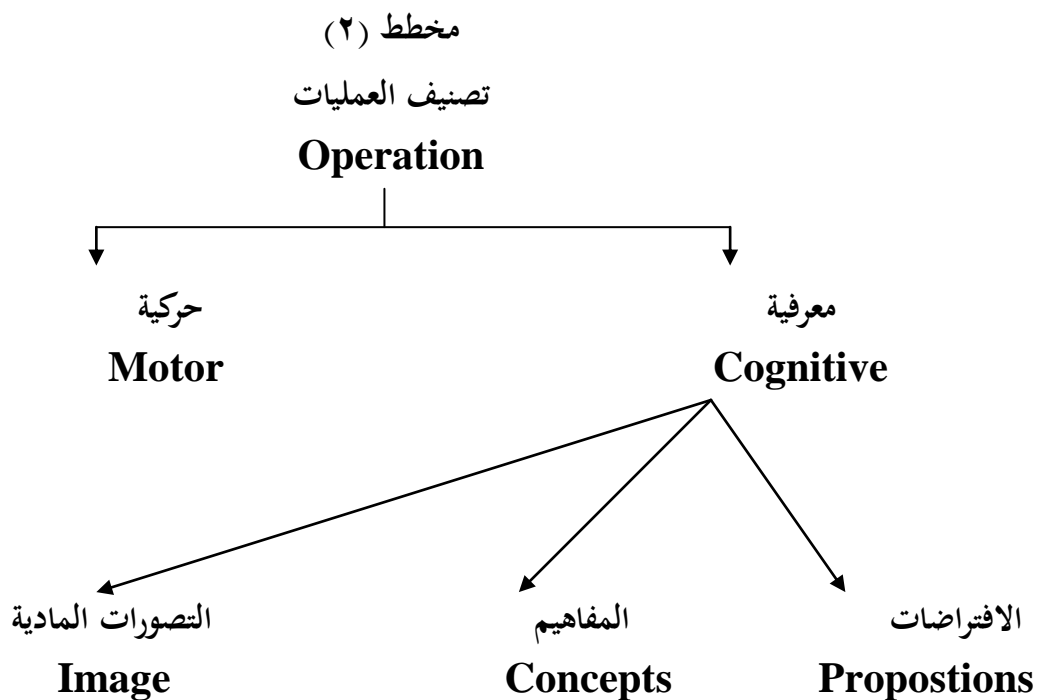 مخطط (٢)
تصنيف العمليات
Operation
معرفية
Cognitive
حركية
Motor
الافتراضات
Propostions
المفاهيم
Concepts
التصورات المادية
Image